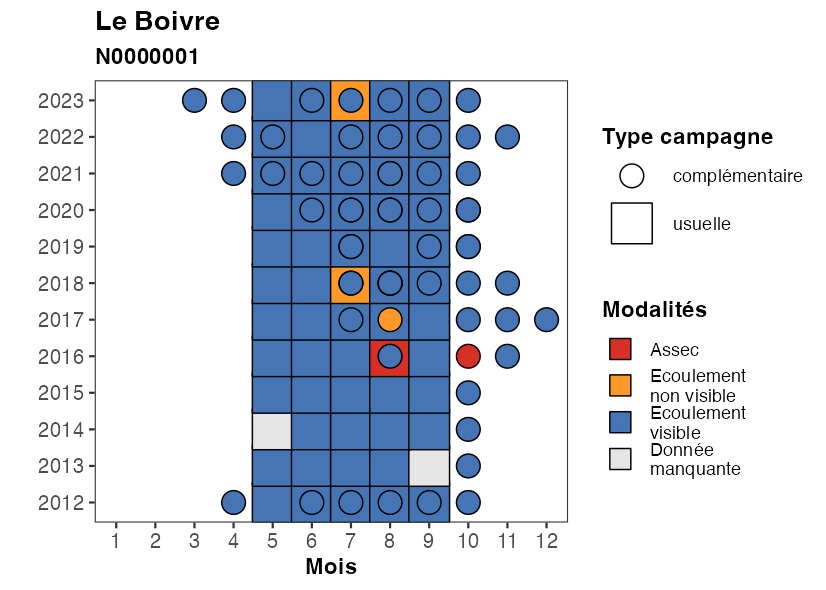 Le Boivre
N0000001
2023
2022
2021
2020
2019
2018
2017
2016
2015
2014
2013
2012
1 2 3 4 5 6 7 8 9 10 11 12
Mois
Type campagne
complémentaire
usuelle
Modalités
Assec
Ecoulement
non visible
Ecoulement
visible
Donnée
manquante